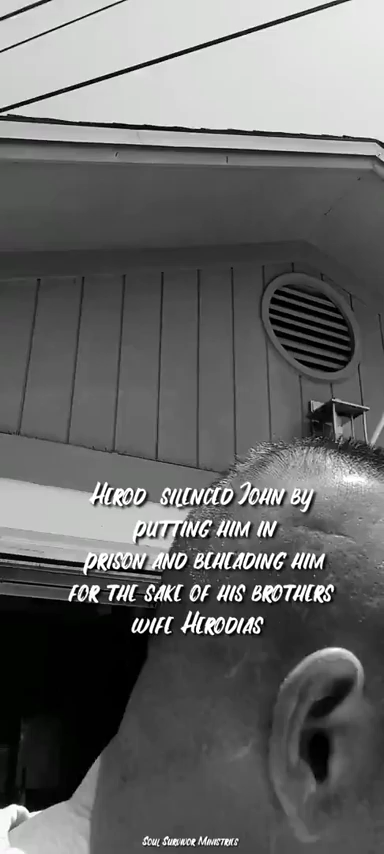 Herod silenced John by
putting him in
prison and beheading him
for the sake of his brothers
wife Herodias
Soul Survivor Ministries